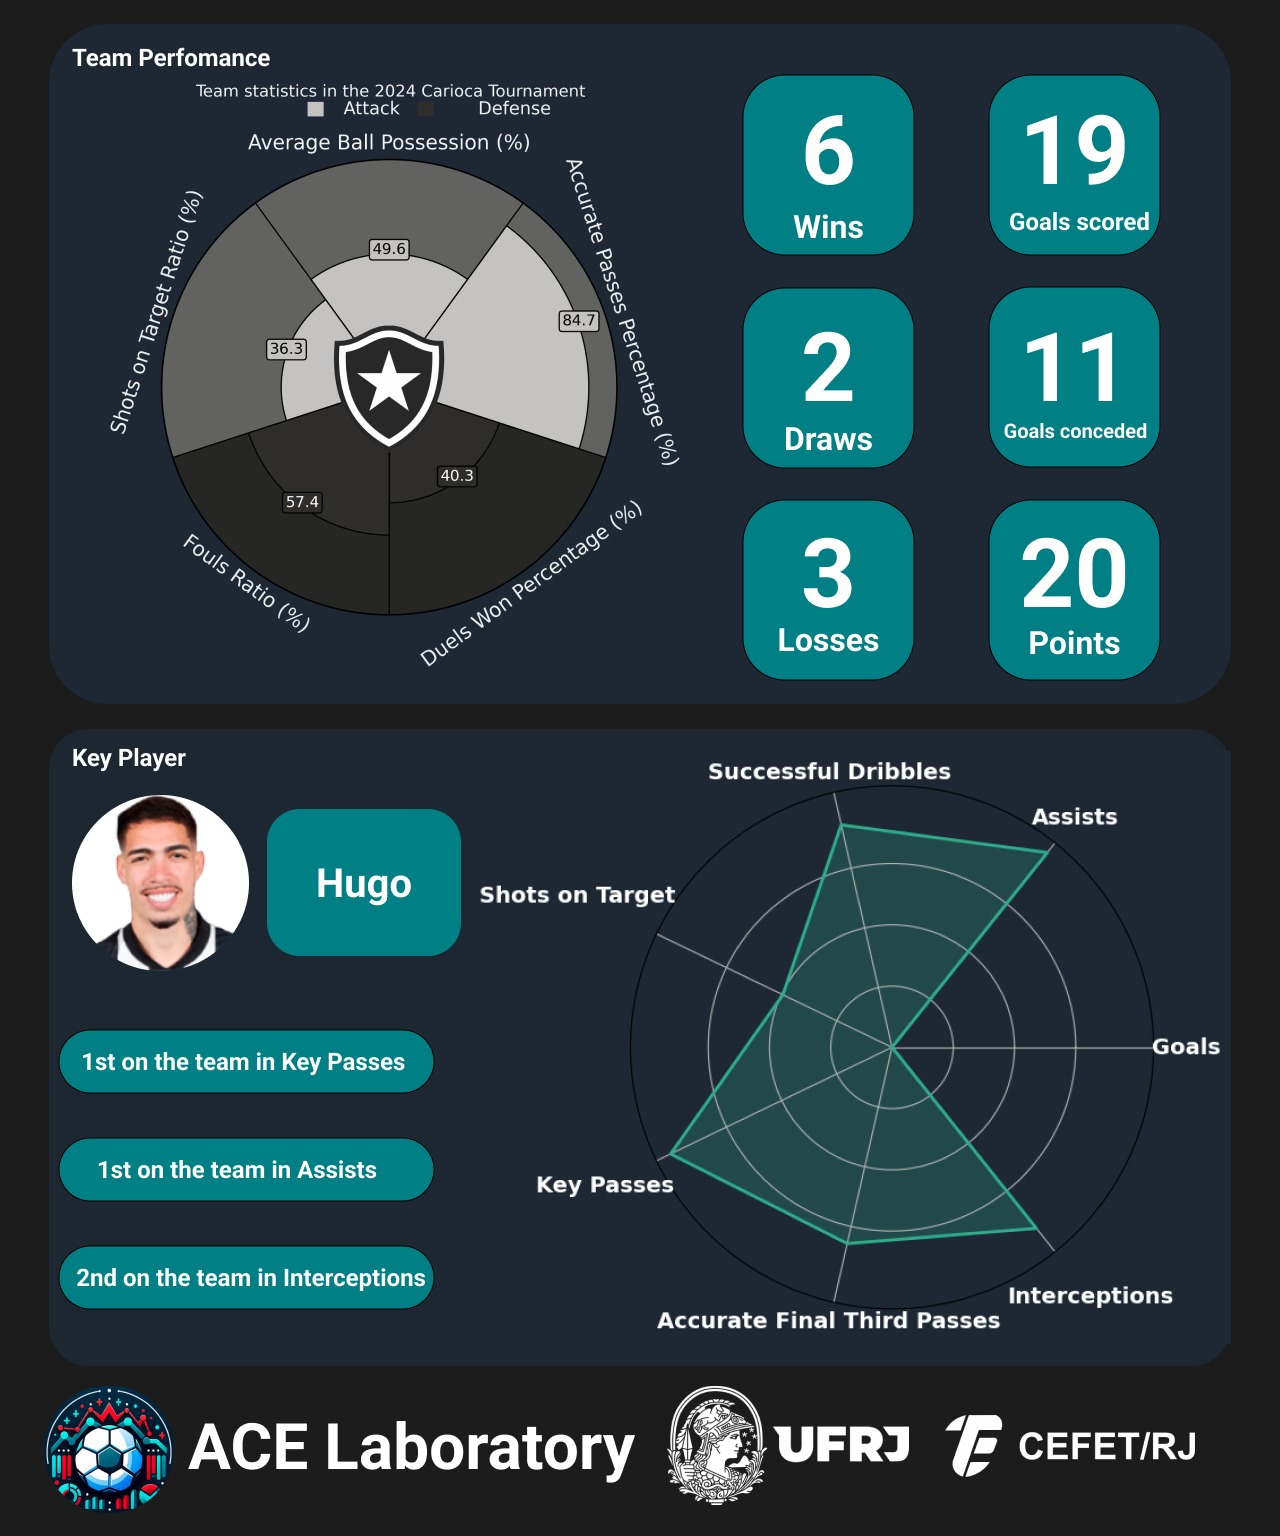 Team Perfomance
Team statistics in the 2024 Carioca Tournament
Attack Defense
Average Ball Possession (%)
Accurate Passes Percentage (%)
Shots on Target Ratio (%)
49.6
84.7
36.3
40.3
57.4
Fouls Ratio (%)
Duels Won Percentage (%)
6
Wins
19
Goals scored
2
Draws
11
Goals conceded
3
Losses
20
Points
Key Player
Hugo
1st on the team in Key Passes
1st on the team in Assists
2nd on the team in Interceptions
Successful Dribbles
Assists
Shots on Target
Goals
Key Passes
Interceptions
Accurate Final Third Passes
ACE Laboratory
UFRJ
CEFET/RJ